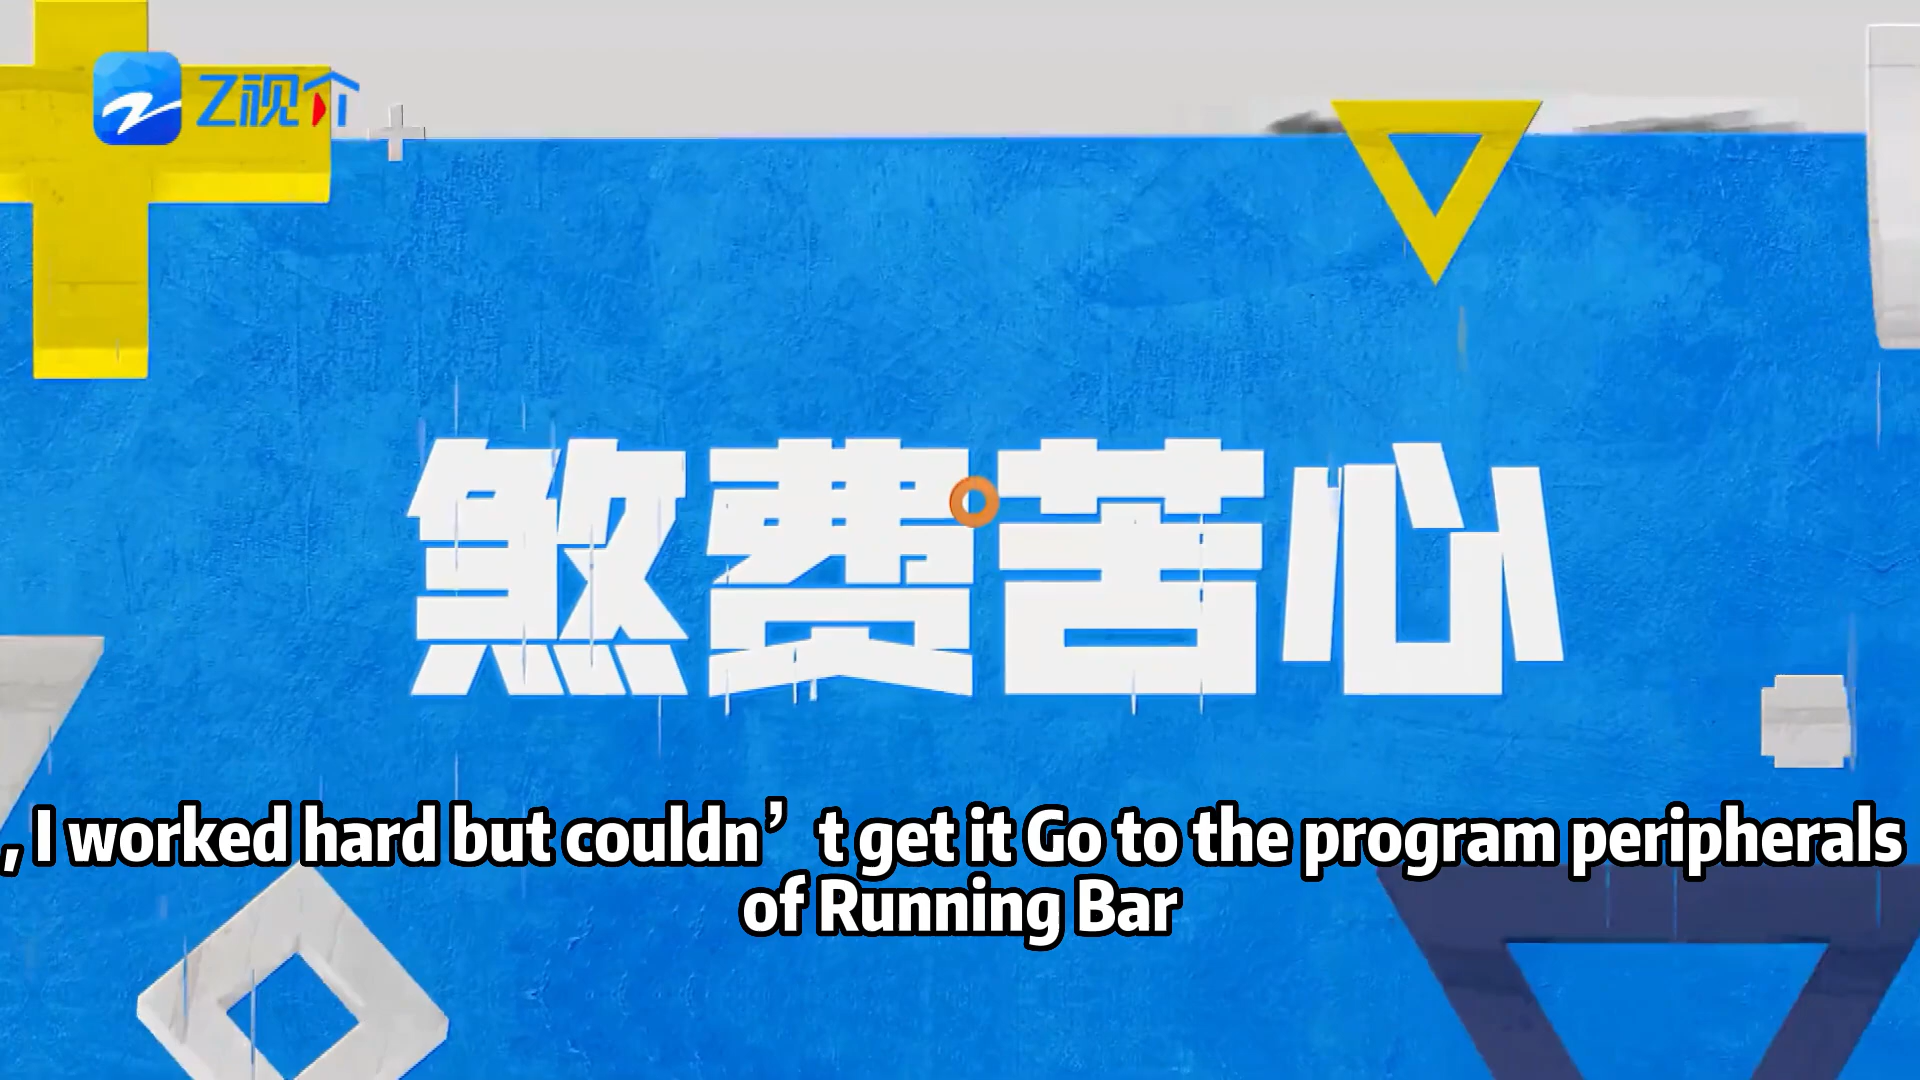 Z视介
煞费苦心
, I worked hard but couldn’t get it Go to the program peripherals
of Running Bar